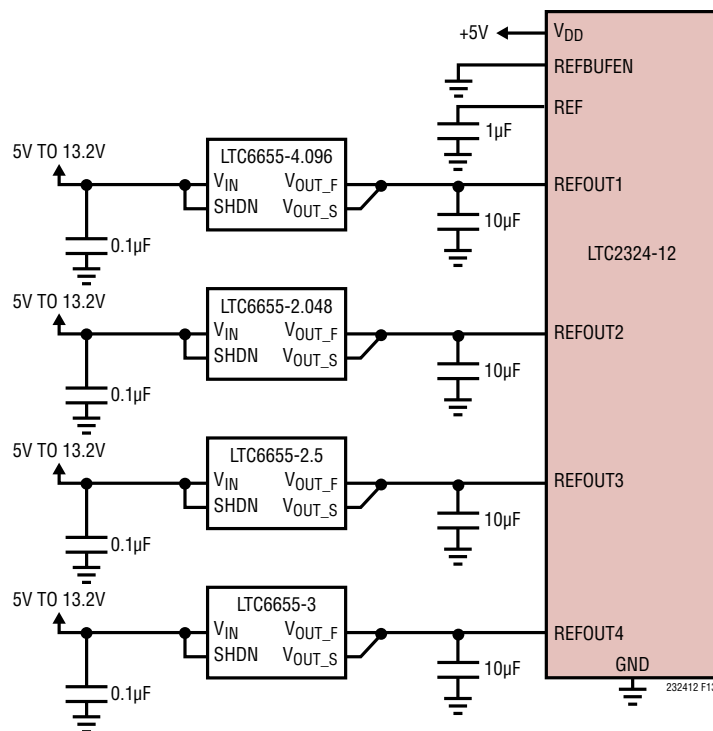 +5V
V_DD
REFBUFEN
REF
1µF
5V TO 13.2V
LTC6655-4.096
V_IN
V_OUT_F
SHDN
V_OUT_S
REFOUT1
0.1µF
10µF
LTC2324-12
5V TO 13.2V
LTC6655-2.048
V_IN
V_OUT_F
SHDN
V_OUT_S
REFOUT2
0.1µF
10µF
5V TO 13.2V
LTC6655-2.5
V_IN
V_OUT_F
SHDN
V_OUT_S
REFOUT3
0.1µF
10µF
5V TO 13.2V
LTC6655-3
V_IN
V_OUT_F
SHDN
V_OUT_S
REFOUT4
0.1µF
10µF
GND
232412 F13